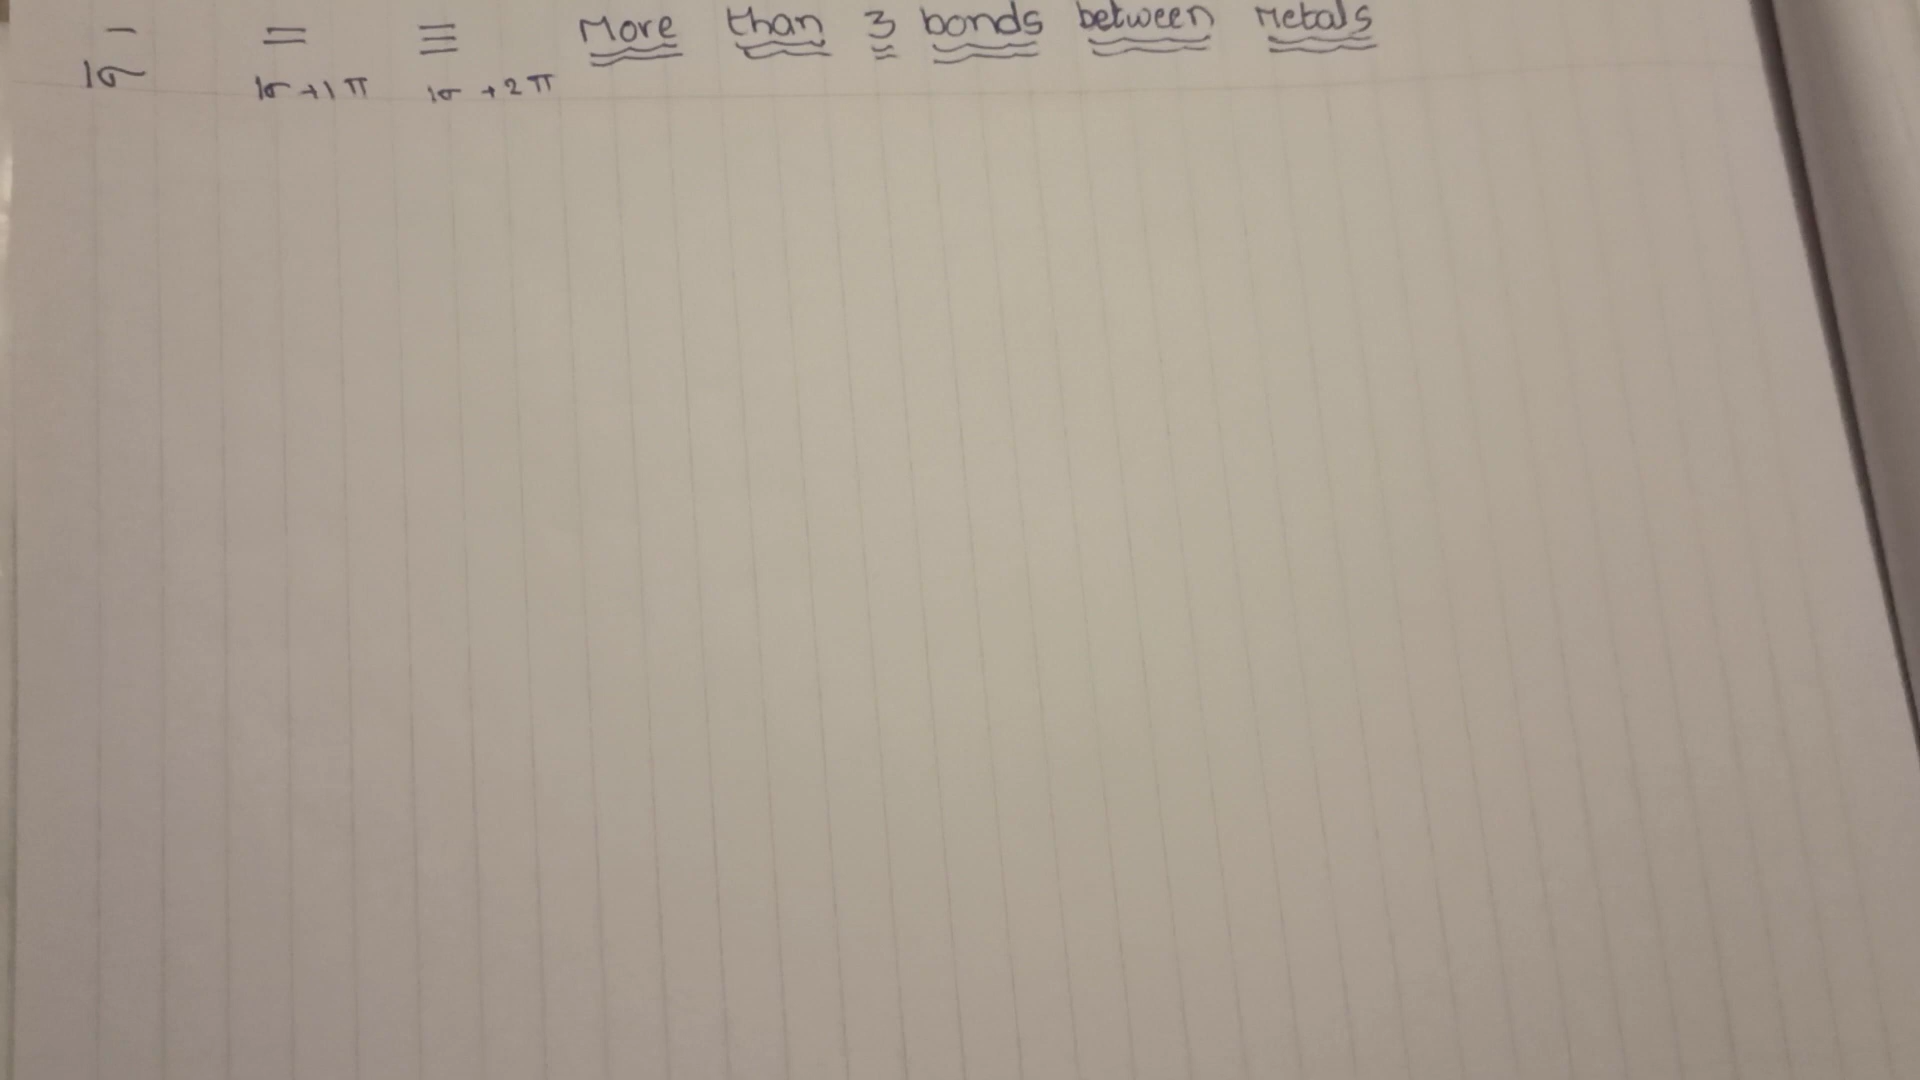 — = ≡ More than 3 bonds between Metals
1σ 1σ +1 π 1σ +2 π